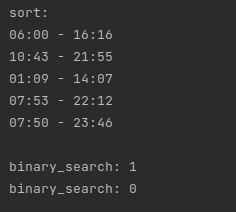 sort:
06:00 - 16:16
10:43 - 21:55
01:09 - 14:07
07:53 - 22:12
07:50 - 23:46
binary_search: 1
binary_search: 0